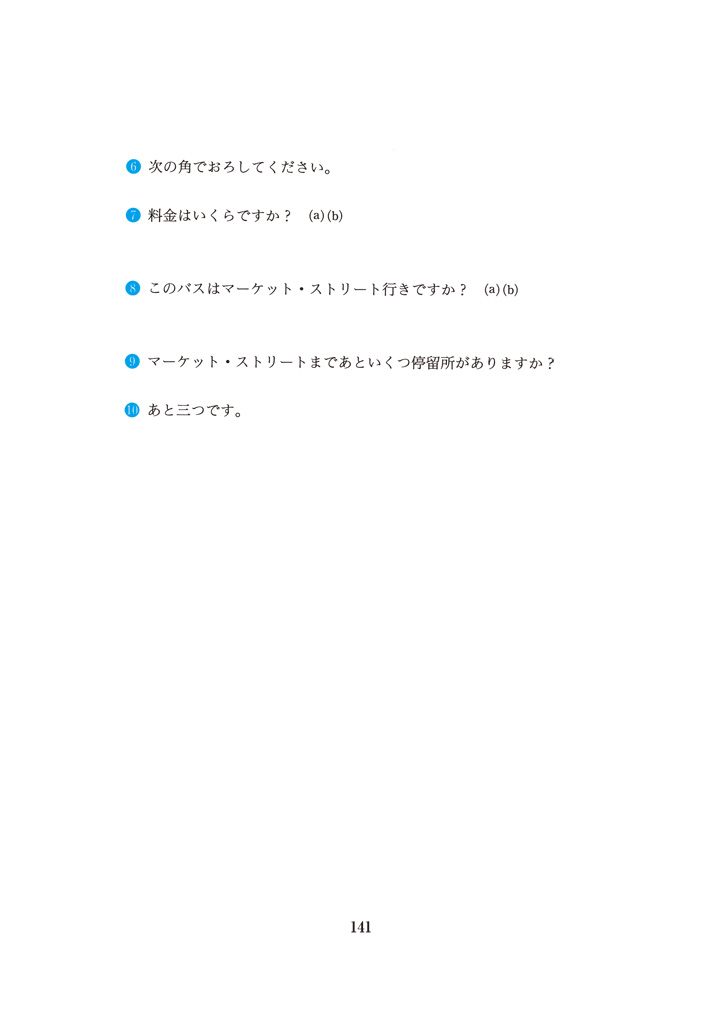 6 次の角でおろしてください。
7 料金はいくらですか? (a)(b)
8 このバスはマーケット・ストリート行きですか? (a)(b)
9 マーケット・ストリートまであといくつ停留所がありますか?
10 あと三つです。
141